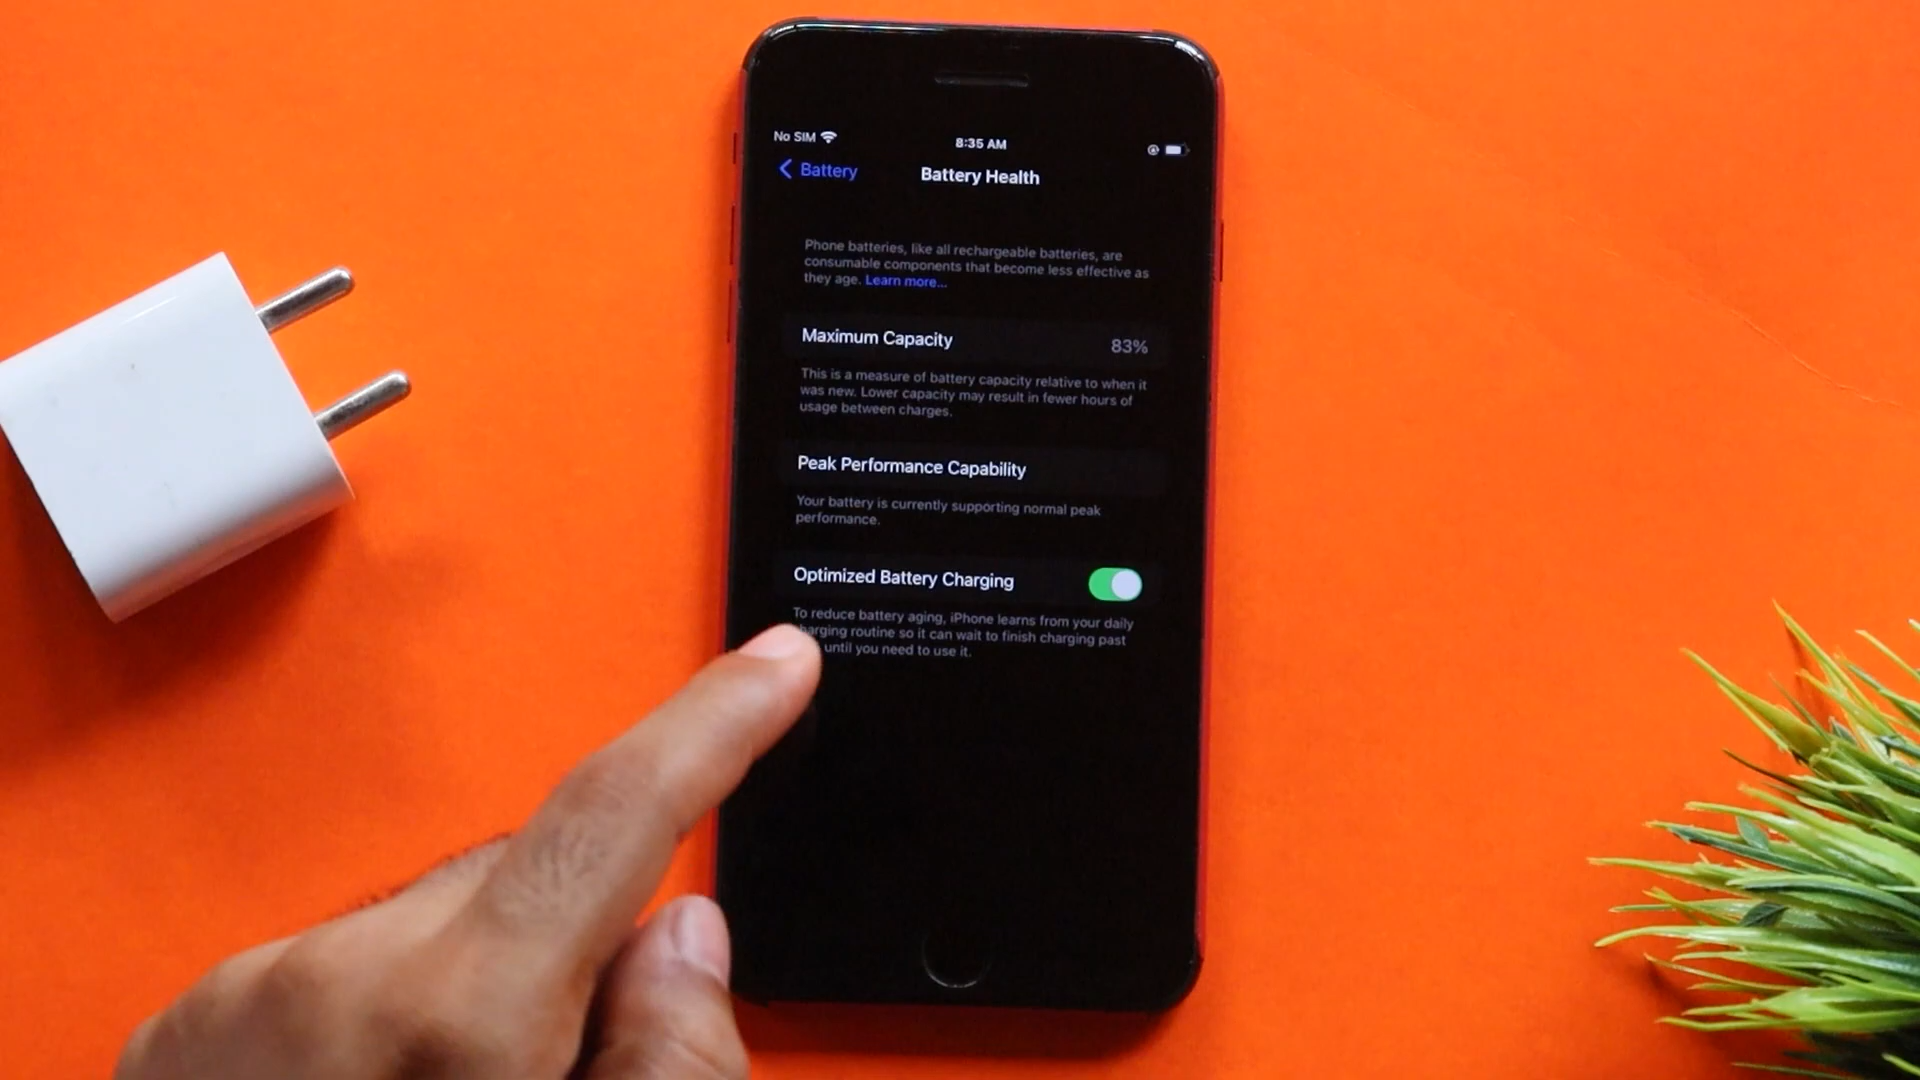 No SIM
8:35 AM
Battery
Battery Health
Phone batteries, like all rechargeable batteries, are
consumable components that become less effective as
they age. Learn more...
Maximum Capacity
83%
This is a measure of battery capacity relative to when it
was new. Lower capacity may result in fewer hours of
usage between charges.
Peak Performance Capability
Your battery is currently supporting normal peak
performance.
Optimized Battery Charging
To reduce battery aging, iPhone learns from your daily
charging routine so it can wait to finish charging past
until you need to use it.